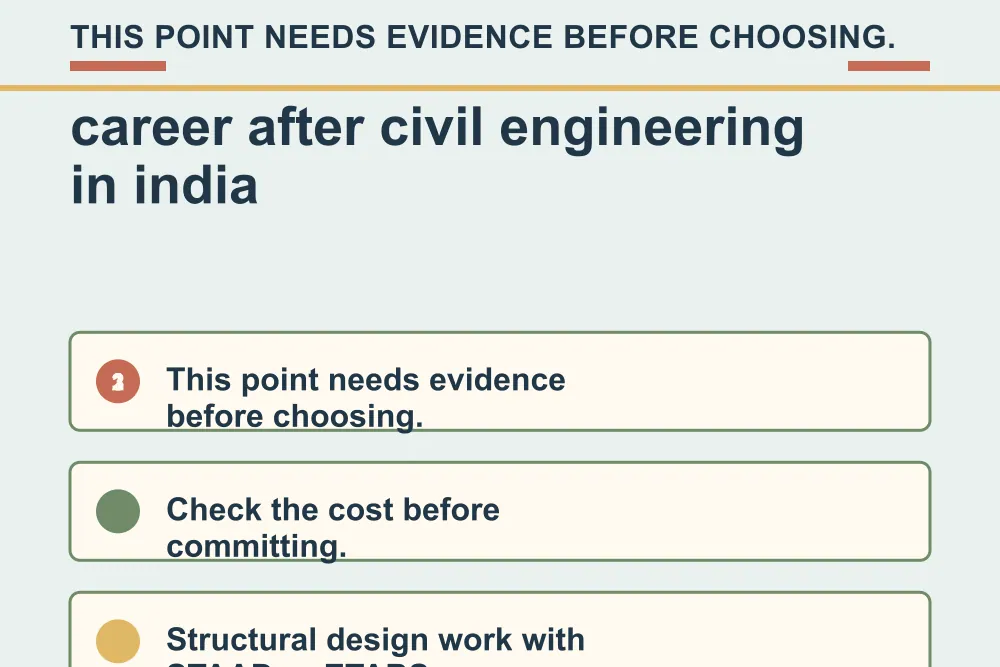 THIS POINT NEEDS EVIDENCE BEFORE CHOOSING.
career after civil engineering
in india
This point needs evidence
before choosing.
Check the cost before
committing.
Structural design work with